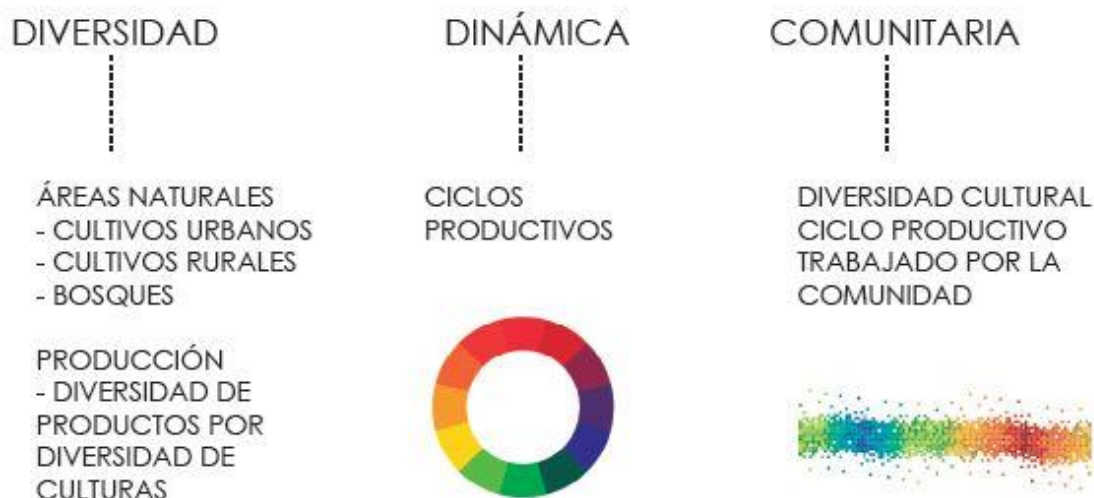 DIVERSIDAD
DINÁMICA
COMUNITARIA
ÁREAS NATURALES
- CULTIVOS URBANOS
- CULTIVOS RURALES
- BOSQUES
PRODUCCIÓN
- DIVERSIDAD DE
PRODUCTOS POR
DIVERSIDAD DE
CULTURAS
CICLOS
PRODUCTIVOS
DIVERSIDAD CULTURAL
CICLO PRODUCTIVO
TRABAJADO POR LA
COMUNIDAD